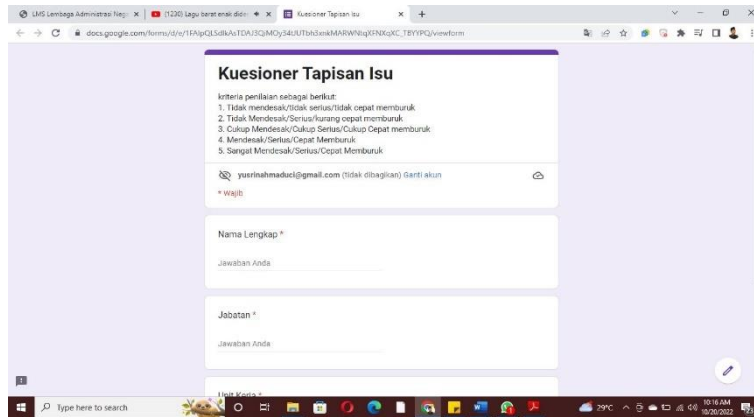 LMS Lembaga Administrasi Neg
(1230) Lagu barat enak diden
Kuesioner Tapisan Isu
Kuesioner Tapisan Isu
kriteria penilaian sebagai berikut:
1. Tidak mendesak/tidak serius/tidak cepat memburuk
2. Tidak Mendesak/Serius/kurang cepat memburuk
3. Cukup Mendesak/Cukup Serius/Cukup Cepat memburuk
4. Mendesak/Serius/Cepat Memburuk
5. Sangat Mendesak/Serius/Cepat Memburuk
yusrinahmaduci@gmail.com (tidak dibagikan) Ganti akun
* Wajib
Nama Lengkap *
Jawaban Anda
Jabatan *
Jawaban Anda
Unit Kerja *
Type here to search
29°C
10:16 AM
10/20/2022